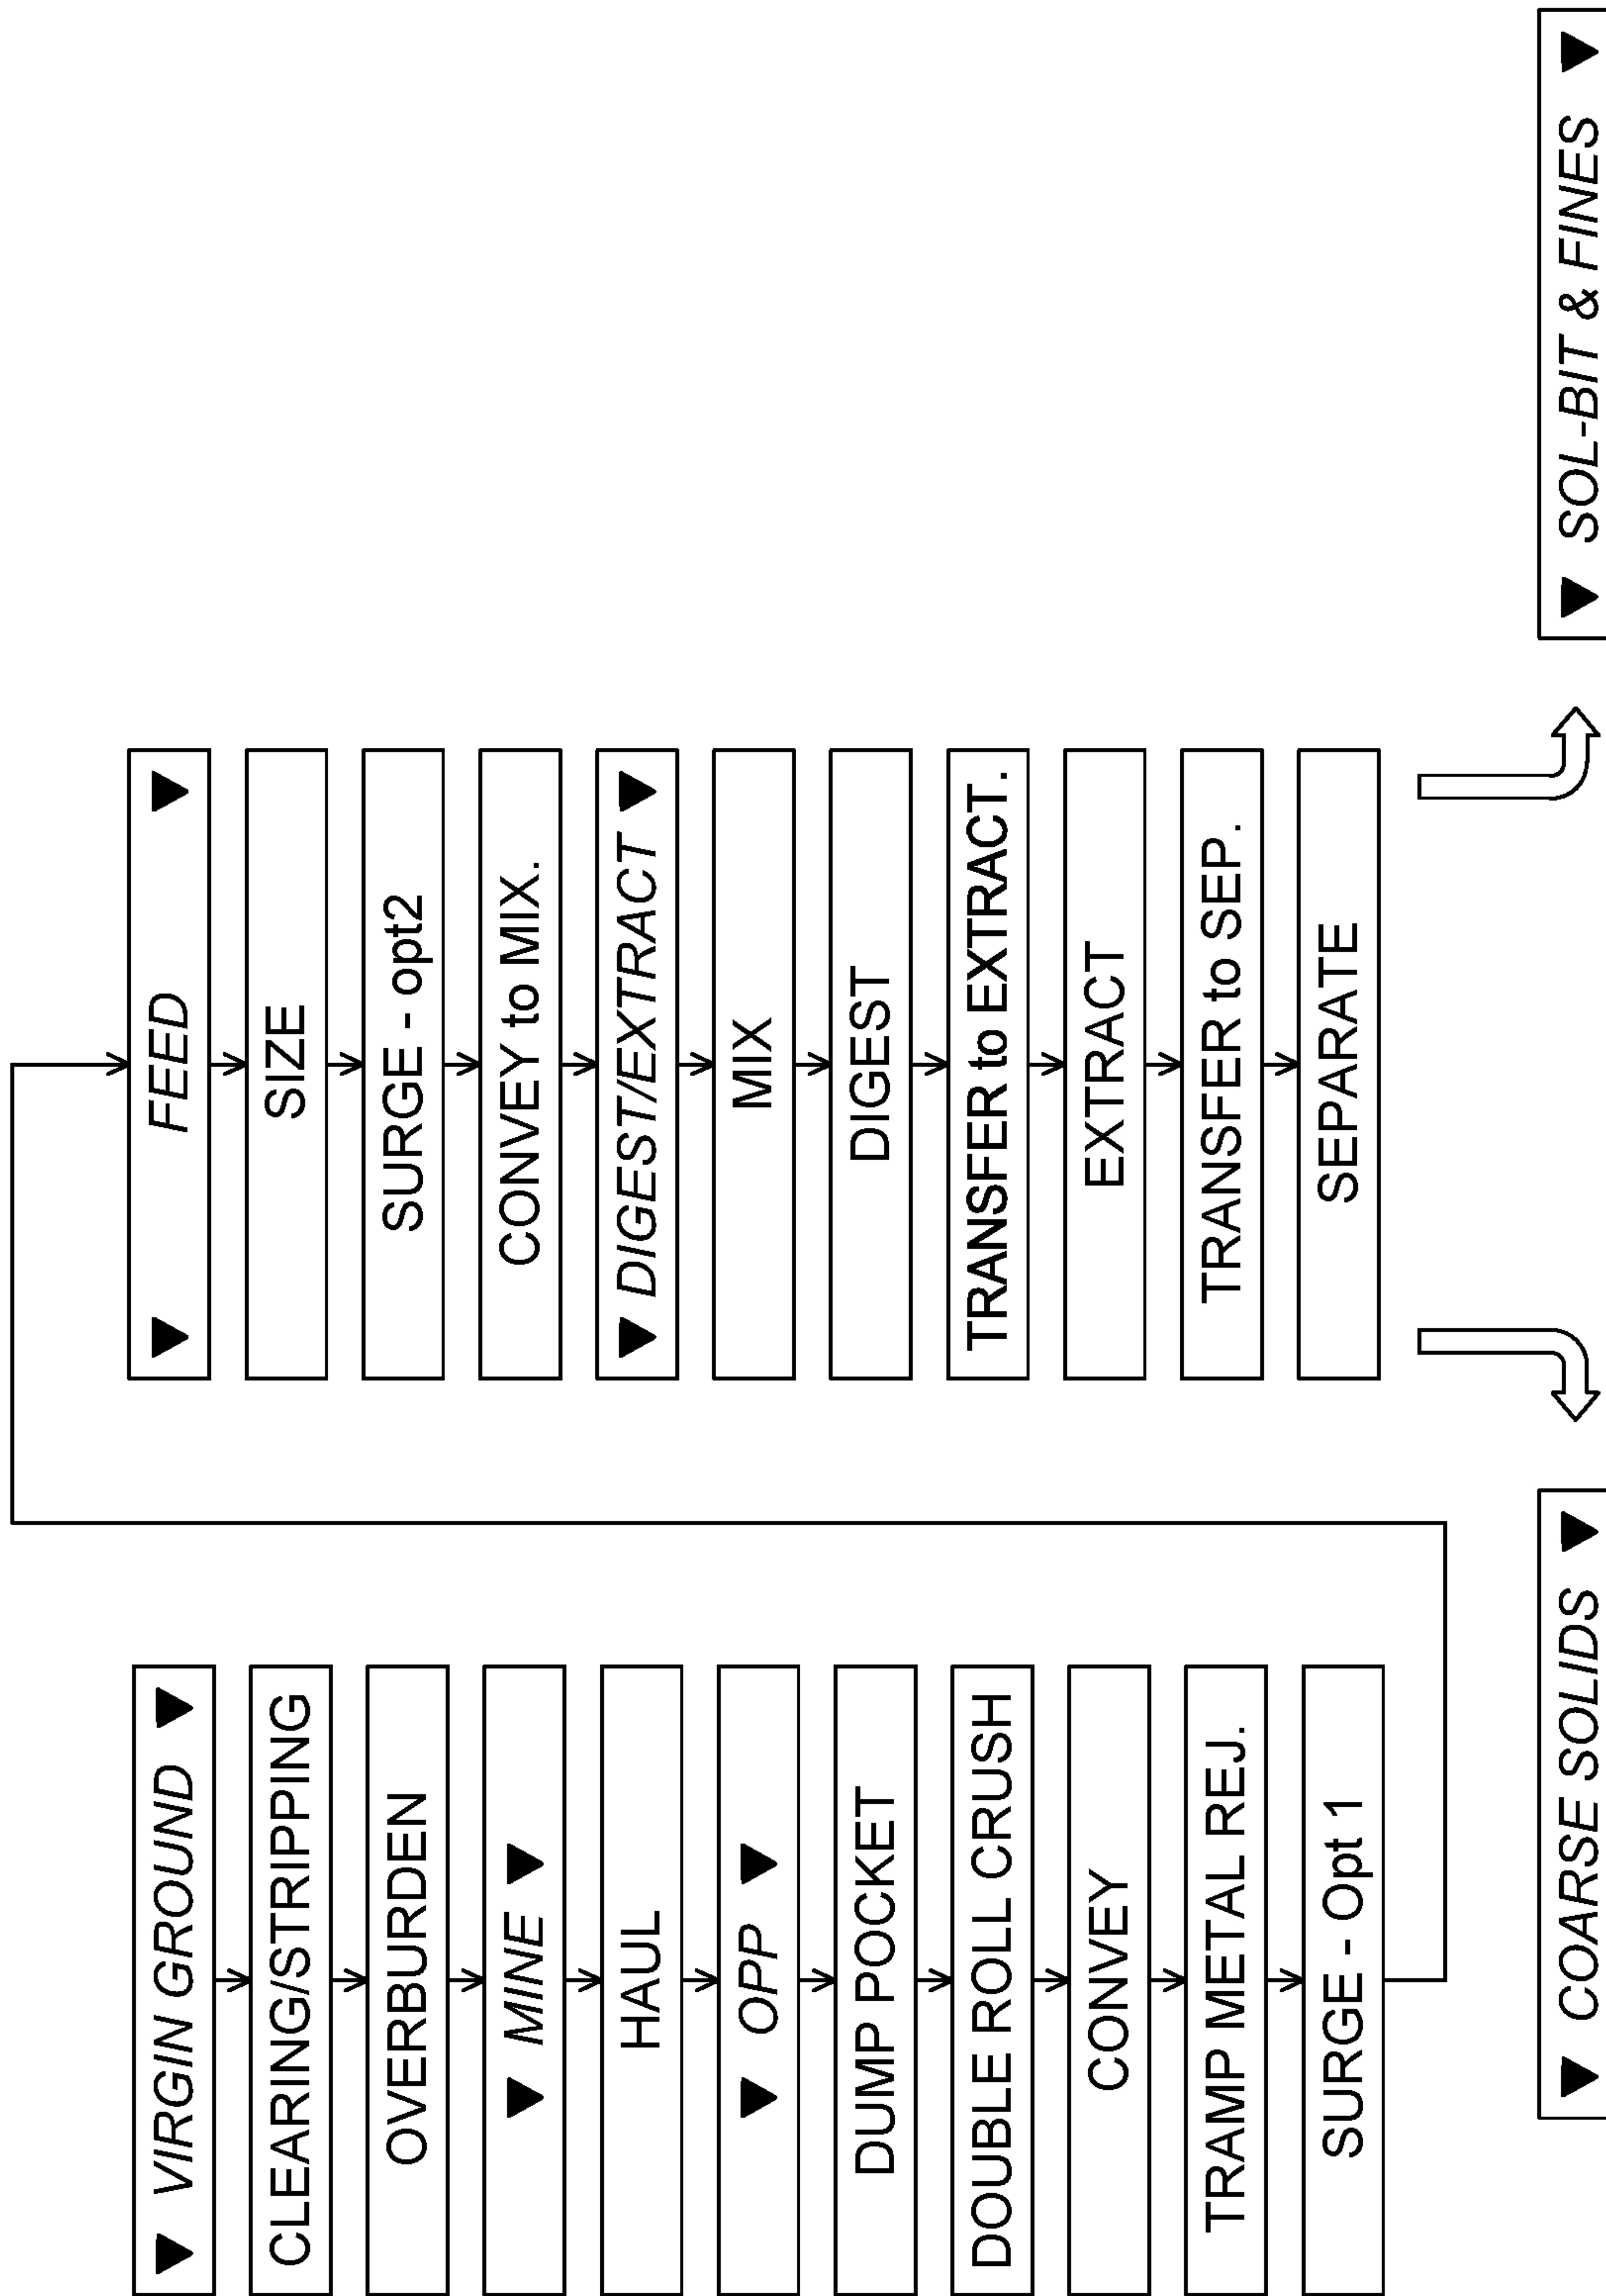 ▼ VIRGIN GROUND ▼
CLEARING/STRIPPING
OVERBURDEN
▼ MINE ▼
HAUL
▼ OPP ▼
DUMP POCKET
DOUBLE ROLL CRUSH
CONVEY
TRAMP METAL REJ.
SURGE - Opt 1
▼ FEED ▼
SIZE
SURGE - opt2
CONVEY to MIX.
▼ DIGEST/EXTRACT ▼
MIX
DIGEST
TRANSFER to EXTRACT.
EXTRACT
TRANSFER to SEP.
SEPARATE
▼ COARSE SOLIDS ▼
▼ SOL-BIT & FINES ▼